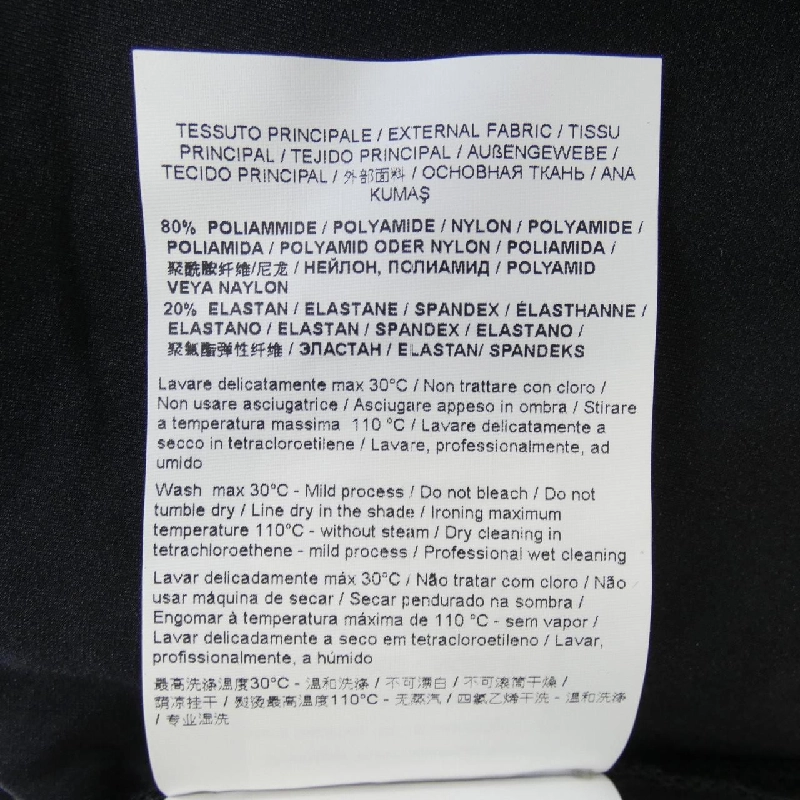 TESSUTO PRINCIPALE / EXTERNAL FABRIC / TISSU
PRINCIPAL / TEJIDO PRINCIPAL / AUßENGEWEBE /
TECIDO PRINCIPAL / 外部面料 / ОСНОВНАЯ ТКАНЬ / ANA
KUMAŞ
80% POLIAMMIDE / POLYAMIDE / NYLON / POLYAMIDE /
POLIAMIDA / POLYAMID ODER NYLON / POLIAMIDA /
聚酰胺纤维/尼龙 / НЕЙЛОН, ПОЛИАМИД / POLYAMID
VEYA NAYLON
20% ELASTAN / ELASTANE / SPANDEX / ÉLASTHANNE /
ELASTANO / ELASTAN / SPANDEX / ELASTANO /
聚氨酯弹性纤维 / ЭЛАСТАН / ELASTAN/ SPANDEKS
Lavare delicatamente max 30°C / Non trattare con cloro /
Non usare asciugatrice / Asciugare appeso in ombra / Stirare
a temperatura massima 110 °C / Lavare delicatamente a
secco in tetracloroetilene / Lavare, professionalmente, ad
umido
Wash max 30°C - Mild process / Do not bleach / Do not
tumble dry / Line dry in the shade / Ironing maximum
temperature 110°C - without steam / Dry cleaning in
tetrachloroethene - mild process / Professional wet cleaning
Lavar delicadamente máx 30°C / Não tratar com cloro / Não
usar máquina de secar / Secar pendurado na sombra /
Engomar à temperatura máxima de 110 °C - sem vapor /
Lavar delicadamente a seco em tetracloroetileno / Lavar,
profissionalmente, a húmido
最高洗涤温度30°C - 温和洗涤 / 不可漂白 / 不可滚筒干燥 /
荫凉挂干 / 熨烫最高温度110°C - 无蒸汽 / 四氯乙烯干洗 - 温和洗涤
/ 专业湿洗